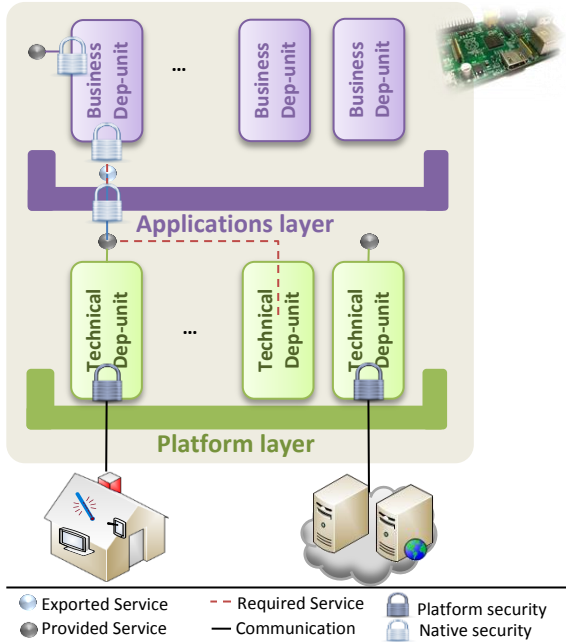 Business
Dep-unit
...
Business
Dep-unit
Business
Dep-unit
Applications layer
Technical
Dep-unit
...
Technical
Dep-unit
Technical
Dep-unit
Platform layer
Exported Service
Required Service
Platform security
Provided Service
Communication
Native security